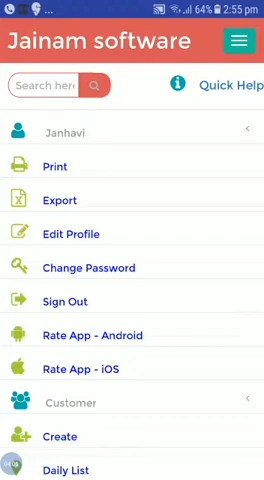 ... 64% 2:55 pm
Jainam software
Search here
Quick Help
Janhavi
Print
Export
Edit Profile
Change Password
Sign Out
Rate App - Android
Rate App - iOS
Customer
Create
Daily List